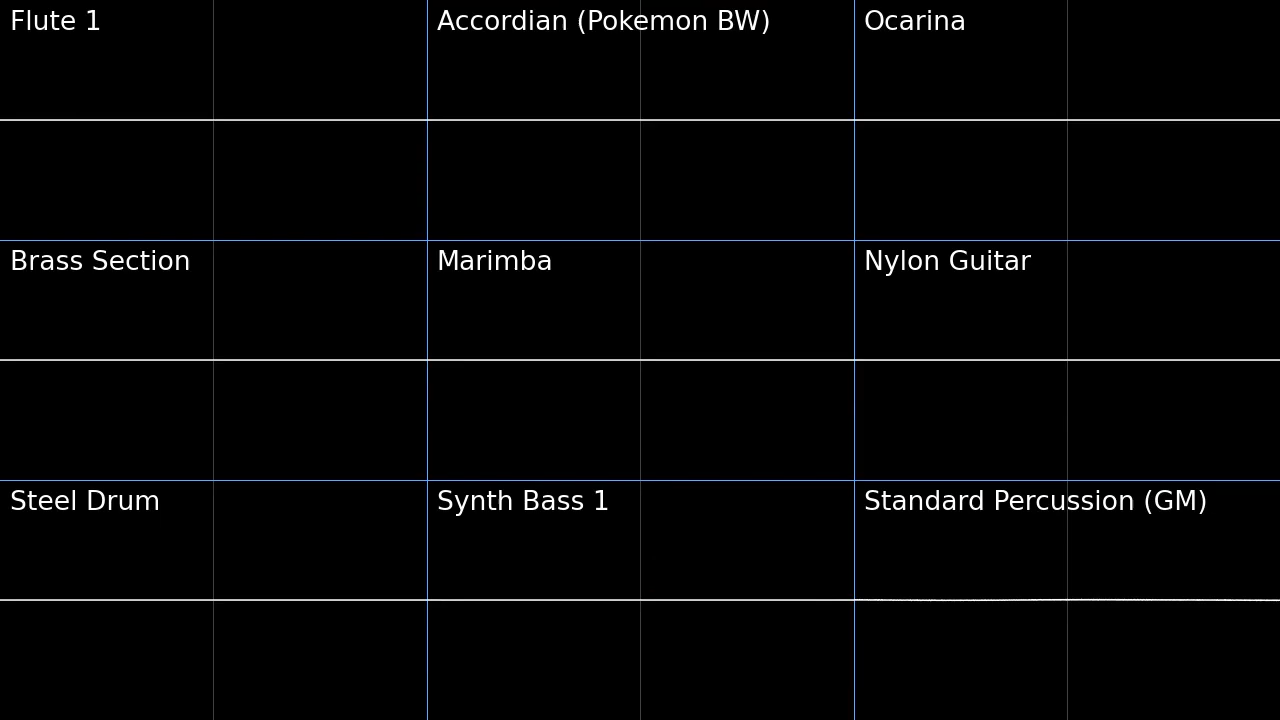 Flute 1
Accordian (Pokemon BW)
Ocarina
Brass Section
Marimba
Nylon Guitar
Steel Drum
Synth Bass 1
Standard Percussion (GM)